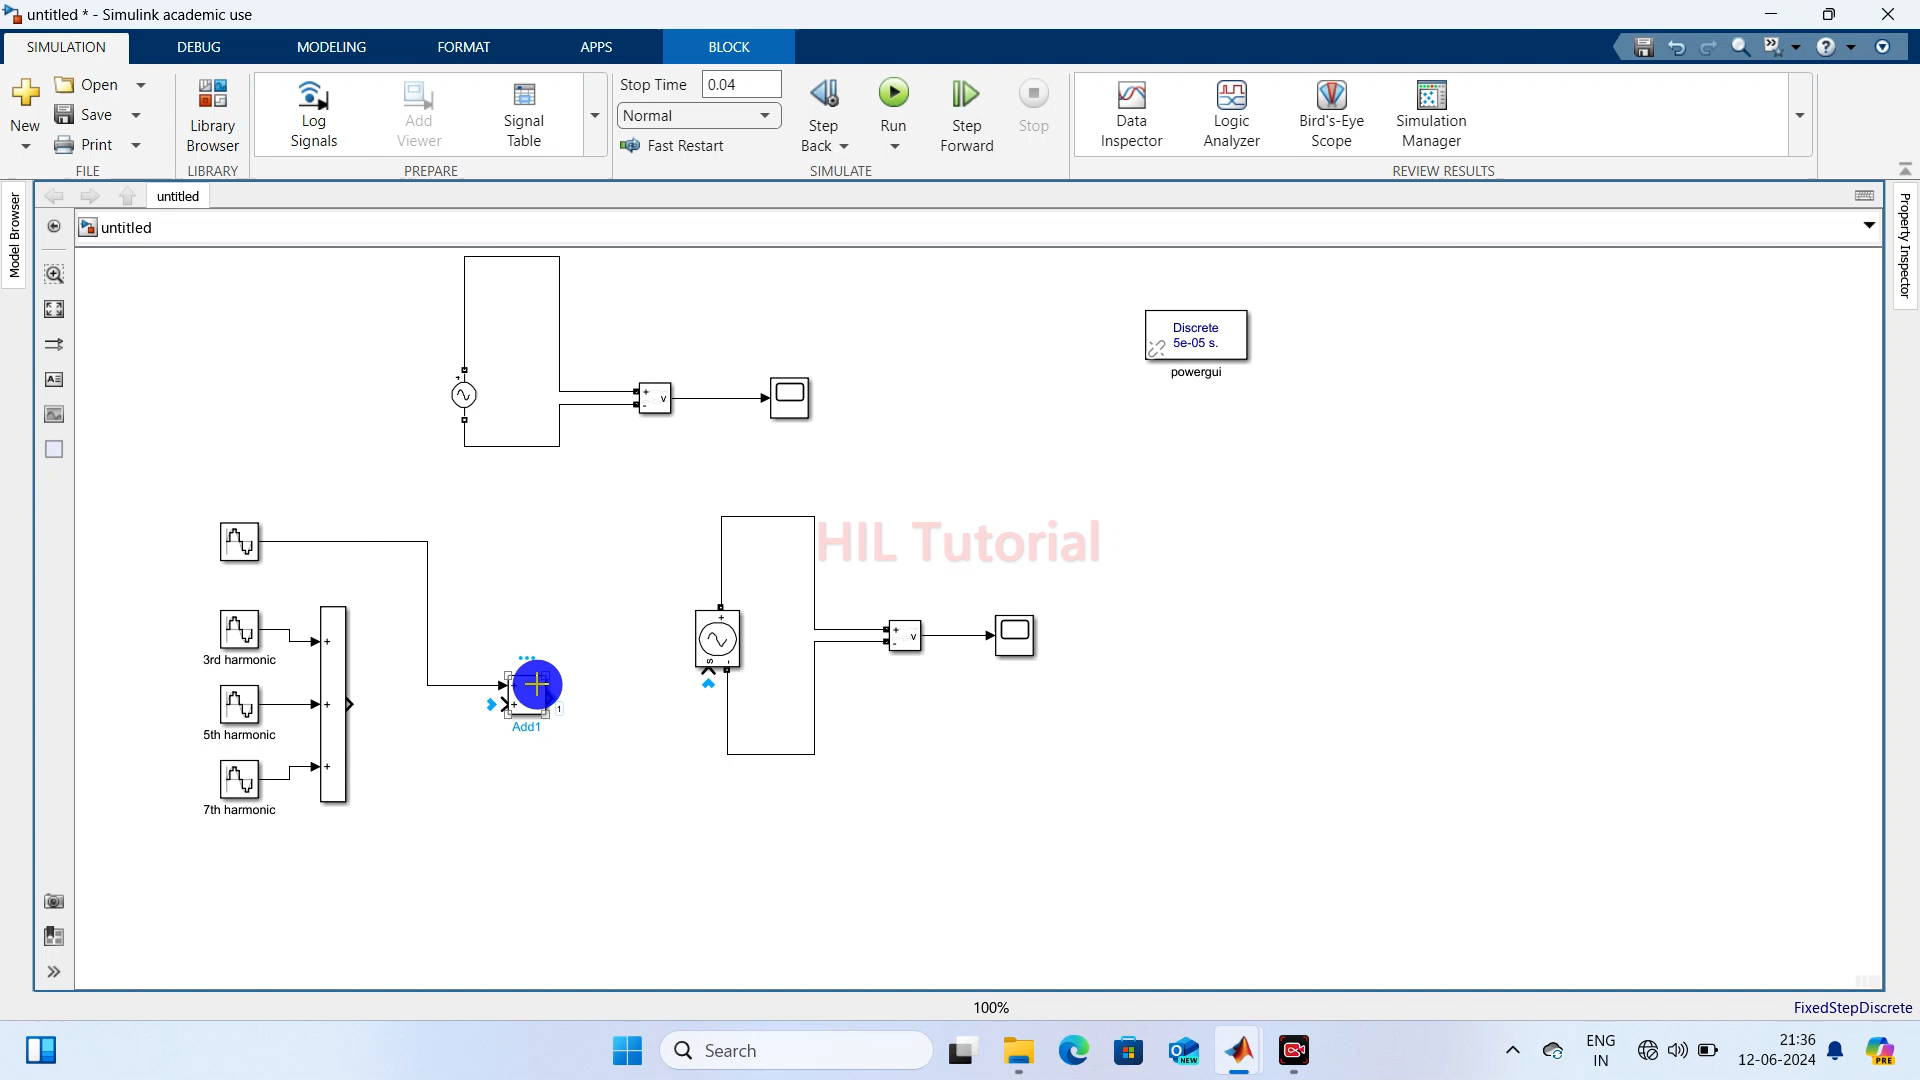 untitled * - Simulink academic use
SIMULATION
DEBUG
MODELING
FORMAT
APPS
BLOCK
New
Open
Save
Print
FILE
Library
Browser
LIBRARY
Log
Signals
Add
Viewer
Signal
Table
PREPARE
Stop Time 0.04
Normal
Fast Restart
Step
Back
Run
Step
Forward
Stop
SIMULATE
Data
Inspector
Logic
Analyzer
Bird's-Eye
Scope
Simulation
Manager
REVIEW RESULTS
Model Browser
untitled
untitled
Property Inspector
Discrete
5e-05 s.
powergui
v
HIL Tutorial
3rd harmonic
5th harmonic
7th harmonic
Add1
1
s
v
100%
FixedStepDiscrete
Search
ENG
IN
21:36
12-06-2024
NEW
PRE